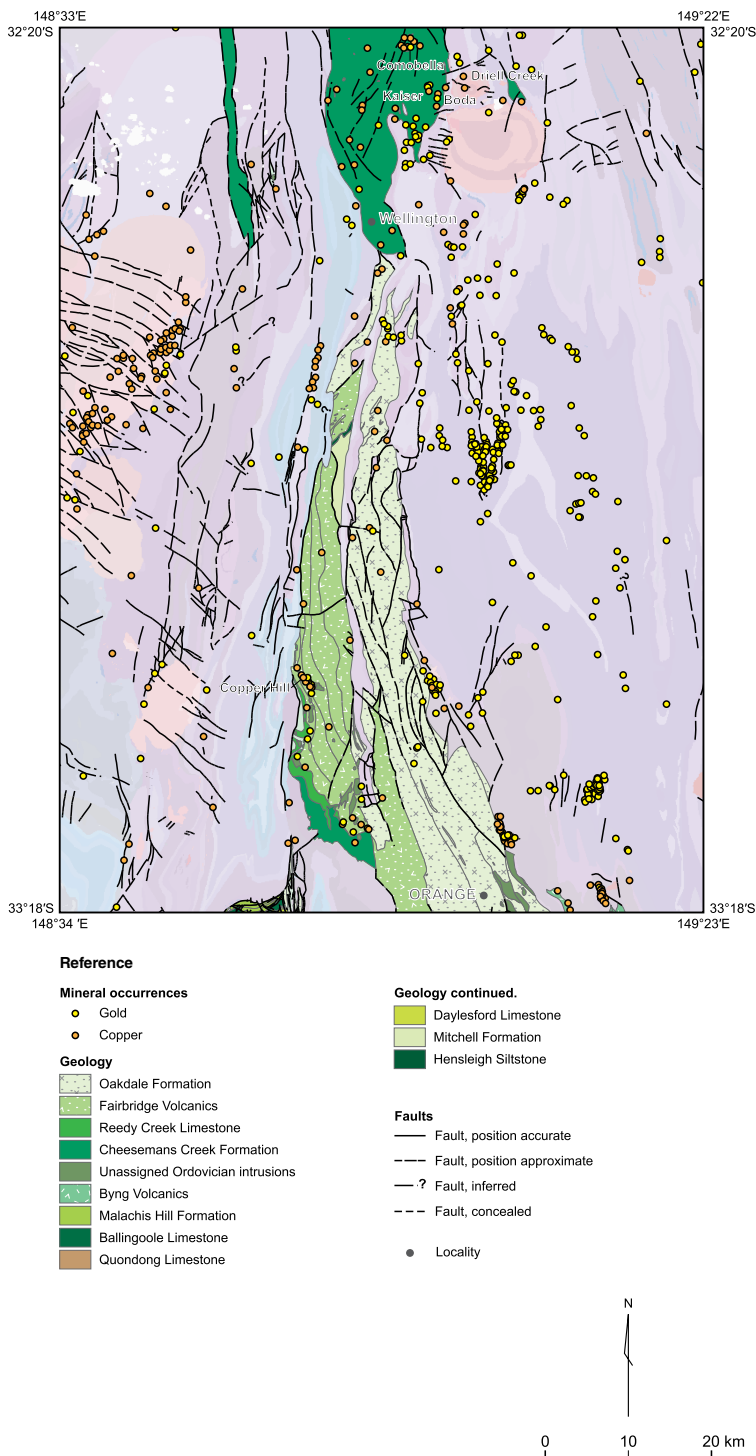 148°33'E
149°22'E
32°20'S
32°20'S
Comobella
Driell Creek
Kaiser
Boda
Wellington
?
?
?
?
Copper Hill
ORANGE
33°18'S
33°18'S
148°34 'E
149°23'E
Reference
Mineral occurrences
Gold
Copper
Geology
Oakdale Formation
Fairbridge Volcanics
Reedy Creek Limestone
Cheesemans Creek Formation
Unassigned Ordovician intrusions
Byng Volcanics
Malachis Hill Formation
Ballingoole Limestone
Quondong Limestone
Geology continued.
Daylesford Limestone
Mitchell Formation
Hensleigh Siltstone
Faults
Fault, position accurate
Fault, position approximate
? Fault, inferred
Fault, concealed
Locality
N
0 10 20 km